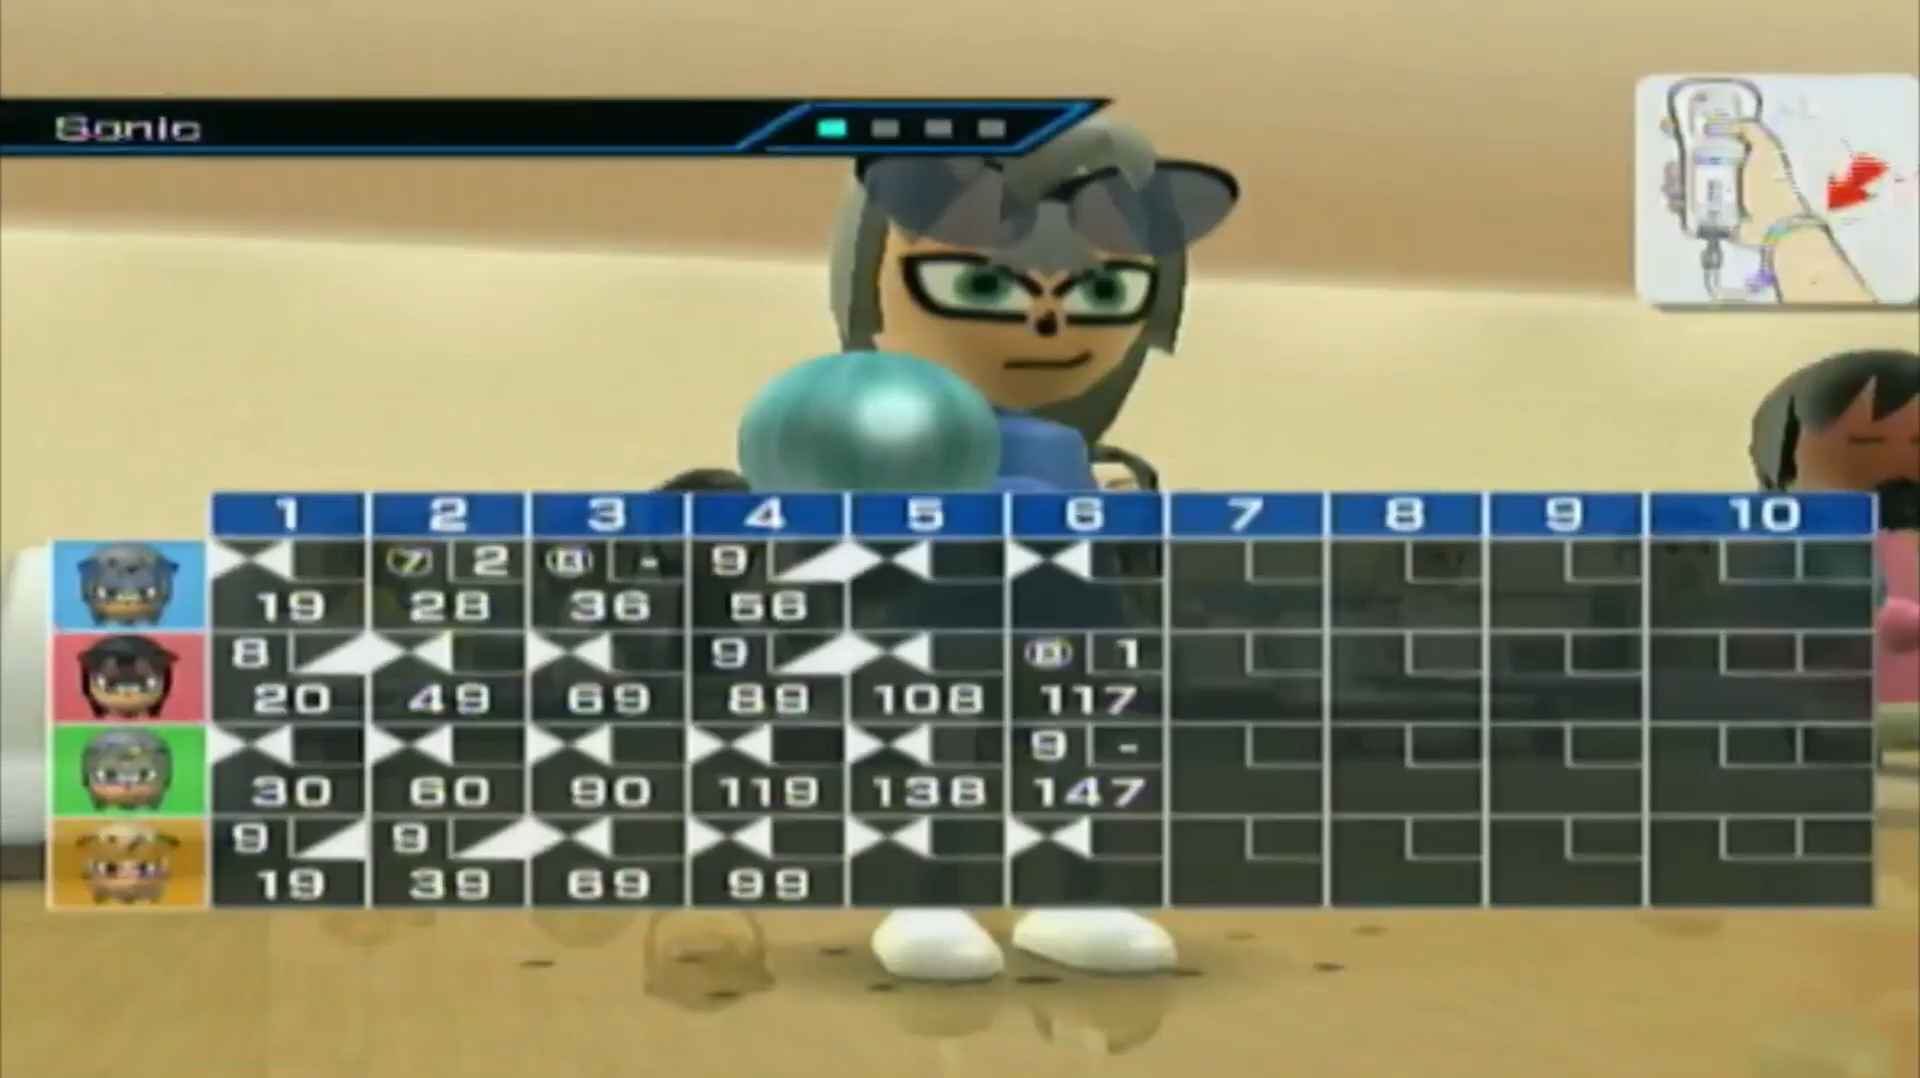 Sonic
1 2 3 4 5 6 7 8 9 10
7 2 8 - 9
19 28 36 56
8 9 8 1
20 49 69 89 108 117
9 -
30 60 90 119 138 147
9 9
19 39 69 99